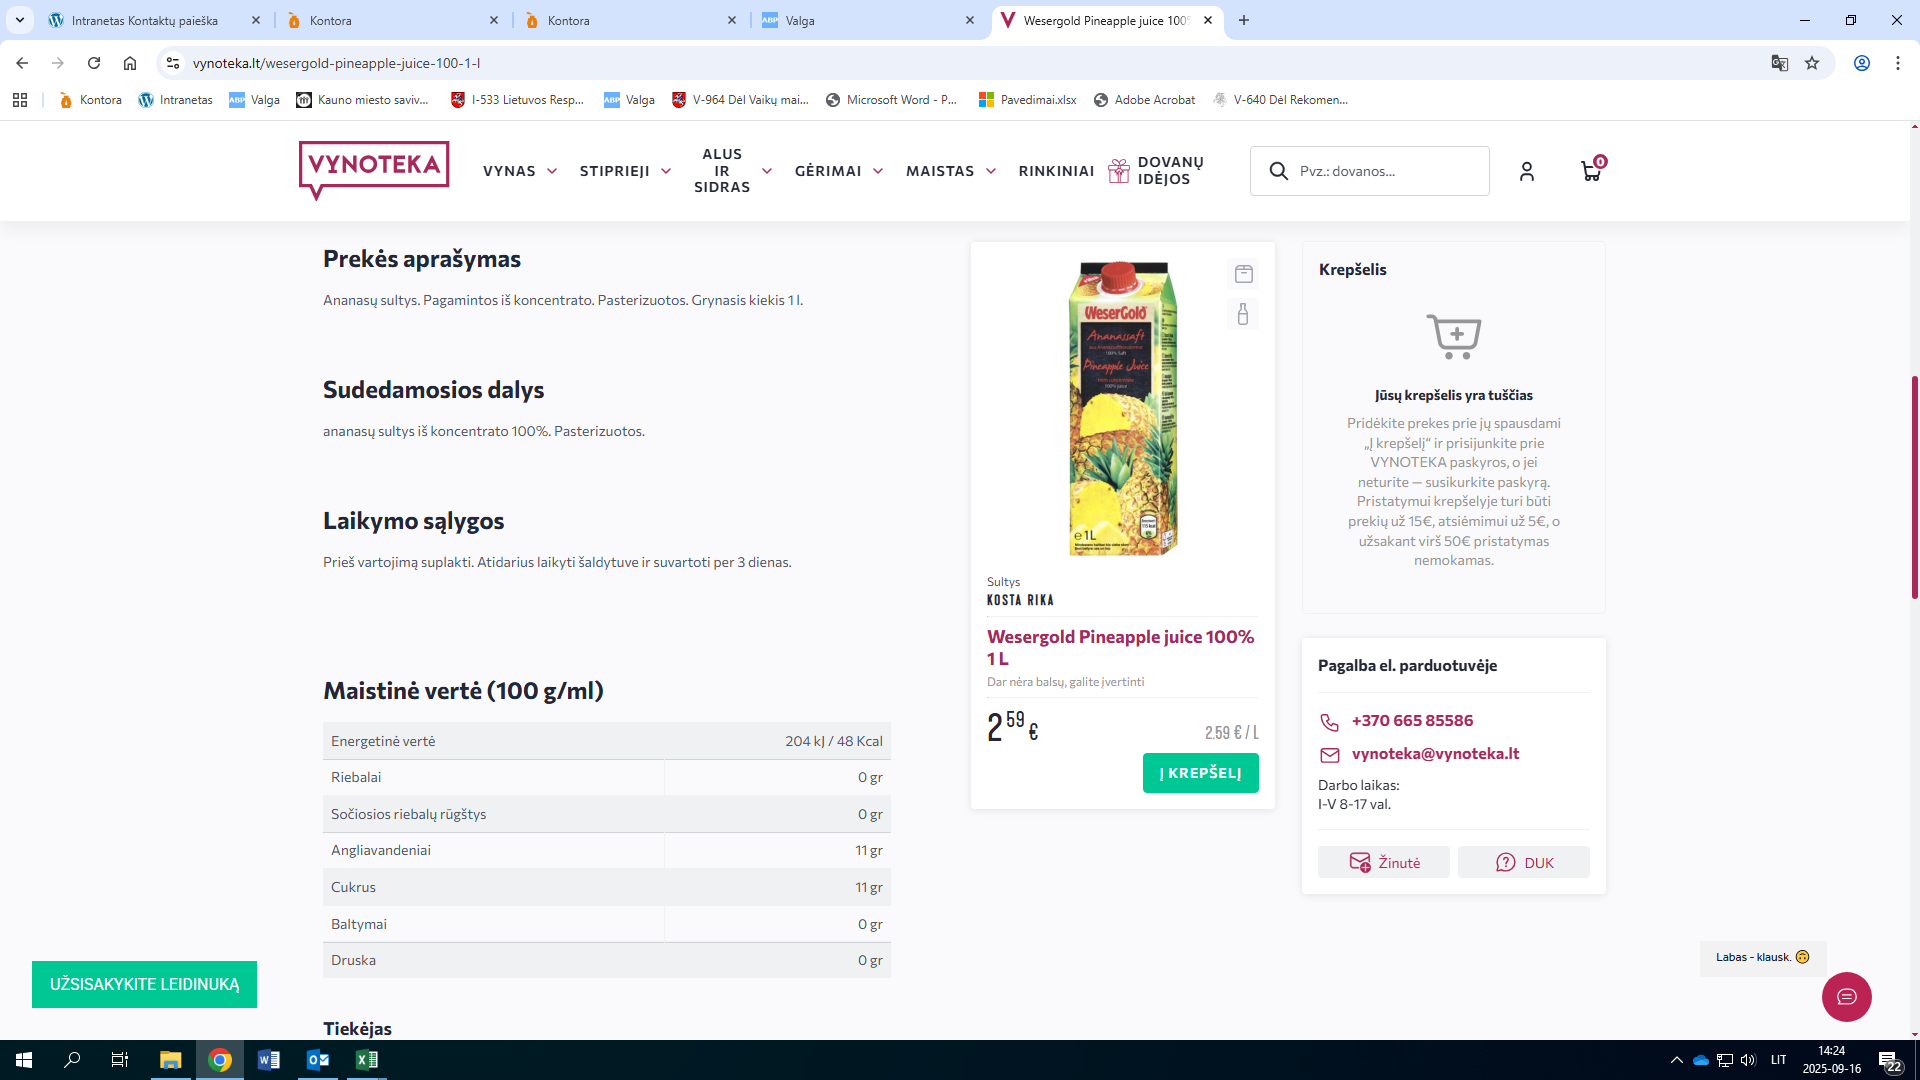 Intranetas Kontaktų paieška
Kontora
Kontora
Valga
Wesergold Pineapple juice 100%
vynoteka.lt/wesergold-pineapple-juice-100-1-l
Kontora
Intranetas
Valga
Kauno miesto saviv...
I-533 Lietuvos Resp...
Valga
V-964 Dėl Vaikų mai...
Microsoft Word - P...
Pavedimai.xlsx
Adobe Acrobat
V-640 Dėl Rekomen...
VYNOTEKA
VYNAS
STIPRIEJI
ALUS
IR
SIDRAS
GĖRIMAI
MAISTAS
RINKINIAI
DOVANŲ
IDĖJOS
Pvz.: dovanos...
0
Prekės aprašymas
Ananasų sultys. Pagamintos iš koncentrato. Pasterizuotos. Grynasis kiekis 1 l.
Sudedamosios dalys
ananasų sultys iš koncentrato 100%. Pasterizuotos.
Laikymo sąlygos
Prieš vartojimą suplakti. Atidarius laikyti šaldytuve ir suvartoti per 3 dienas.
Maistinė vertė (100 g/ml)
Energetinė vertė 204 kJ / 48 Kcal
Riebalai 0 gr
Sočiosios riebalų rūgštys 0 gr
Angliavandeniai 11 gr
Cukrus 11 gr
Baltymai 0 gr
Druska 0 gr
Tiekėjas
UŽSISAKYKITE LEIDINUKĄ
WeserGold
Ananassaft
Pineapple Juice
e 1L
Sultys
KOSTA RIKA
Wesergold Pineapple juice 100%
1 L
Dar nėra balsų, galite įvertinti
2 59 €
2.59 € / L
Į KREPŠELĮ
Krepšelis
Jūsų krepšelis yra tuščias
Pridėkite prekes prie jų spausdami
„Į krepšelį“ ir prisijunkite prie
VYNOTEKA paskyros, o jei
neturite — susikurkite paskyrą.
Pristatymui krepšelyje turi būti
prekių už 15€, atsiėmimui už 5€, o
užsakant virš 50€ pristatymas
nemokamas.
Pagalba el. parduotuvėje
+370 665 85586
vynoteka@vynoteka.lt
Darbo laikas:
I-V 8-17 val.
Žinutė
DUK
Labas - klausk.
LIT
14:24
2025-09-16
22